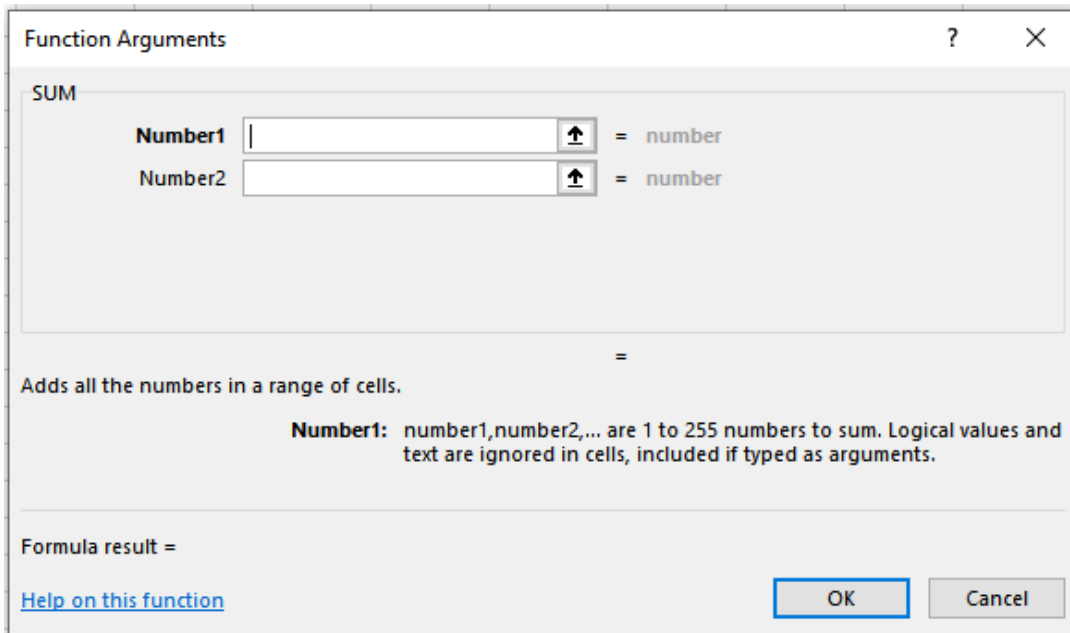 Function Arguments ? ×
SUM
Number1 = number
Number2 = number
=
Adds all the numbers in a range of cells.
Number1: number1,number2,... are 1 to 255 numbers to sum. Logical values and
text are ignored in cells, included if typed as arguments.
Formula result =
Help on this function OK Cancel